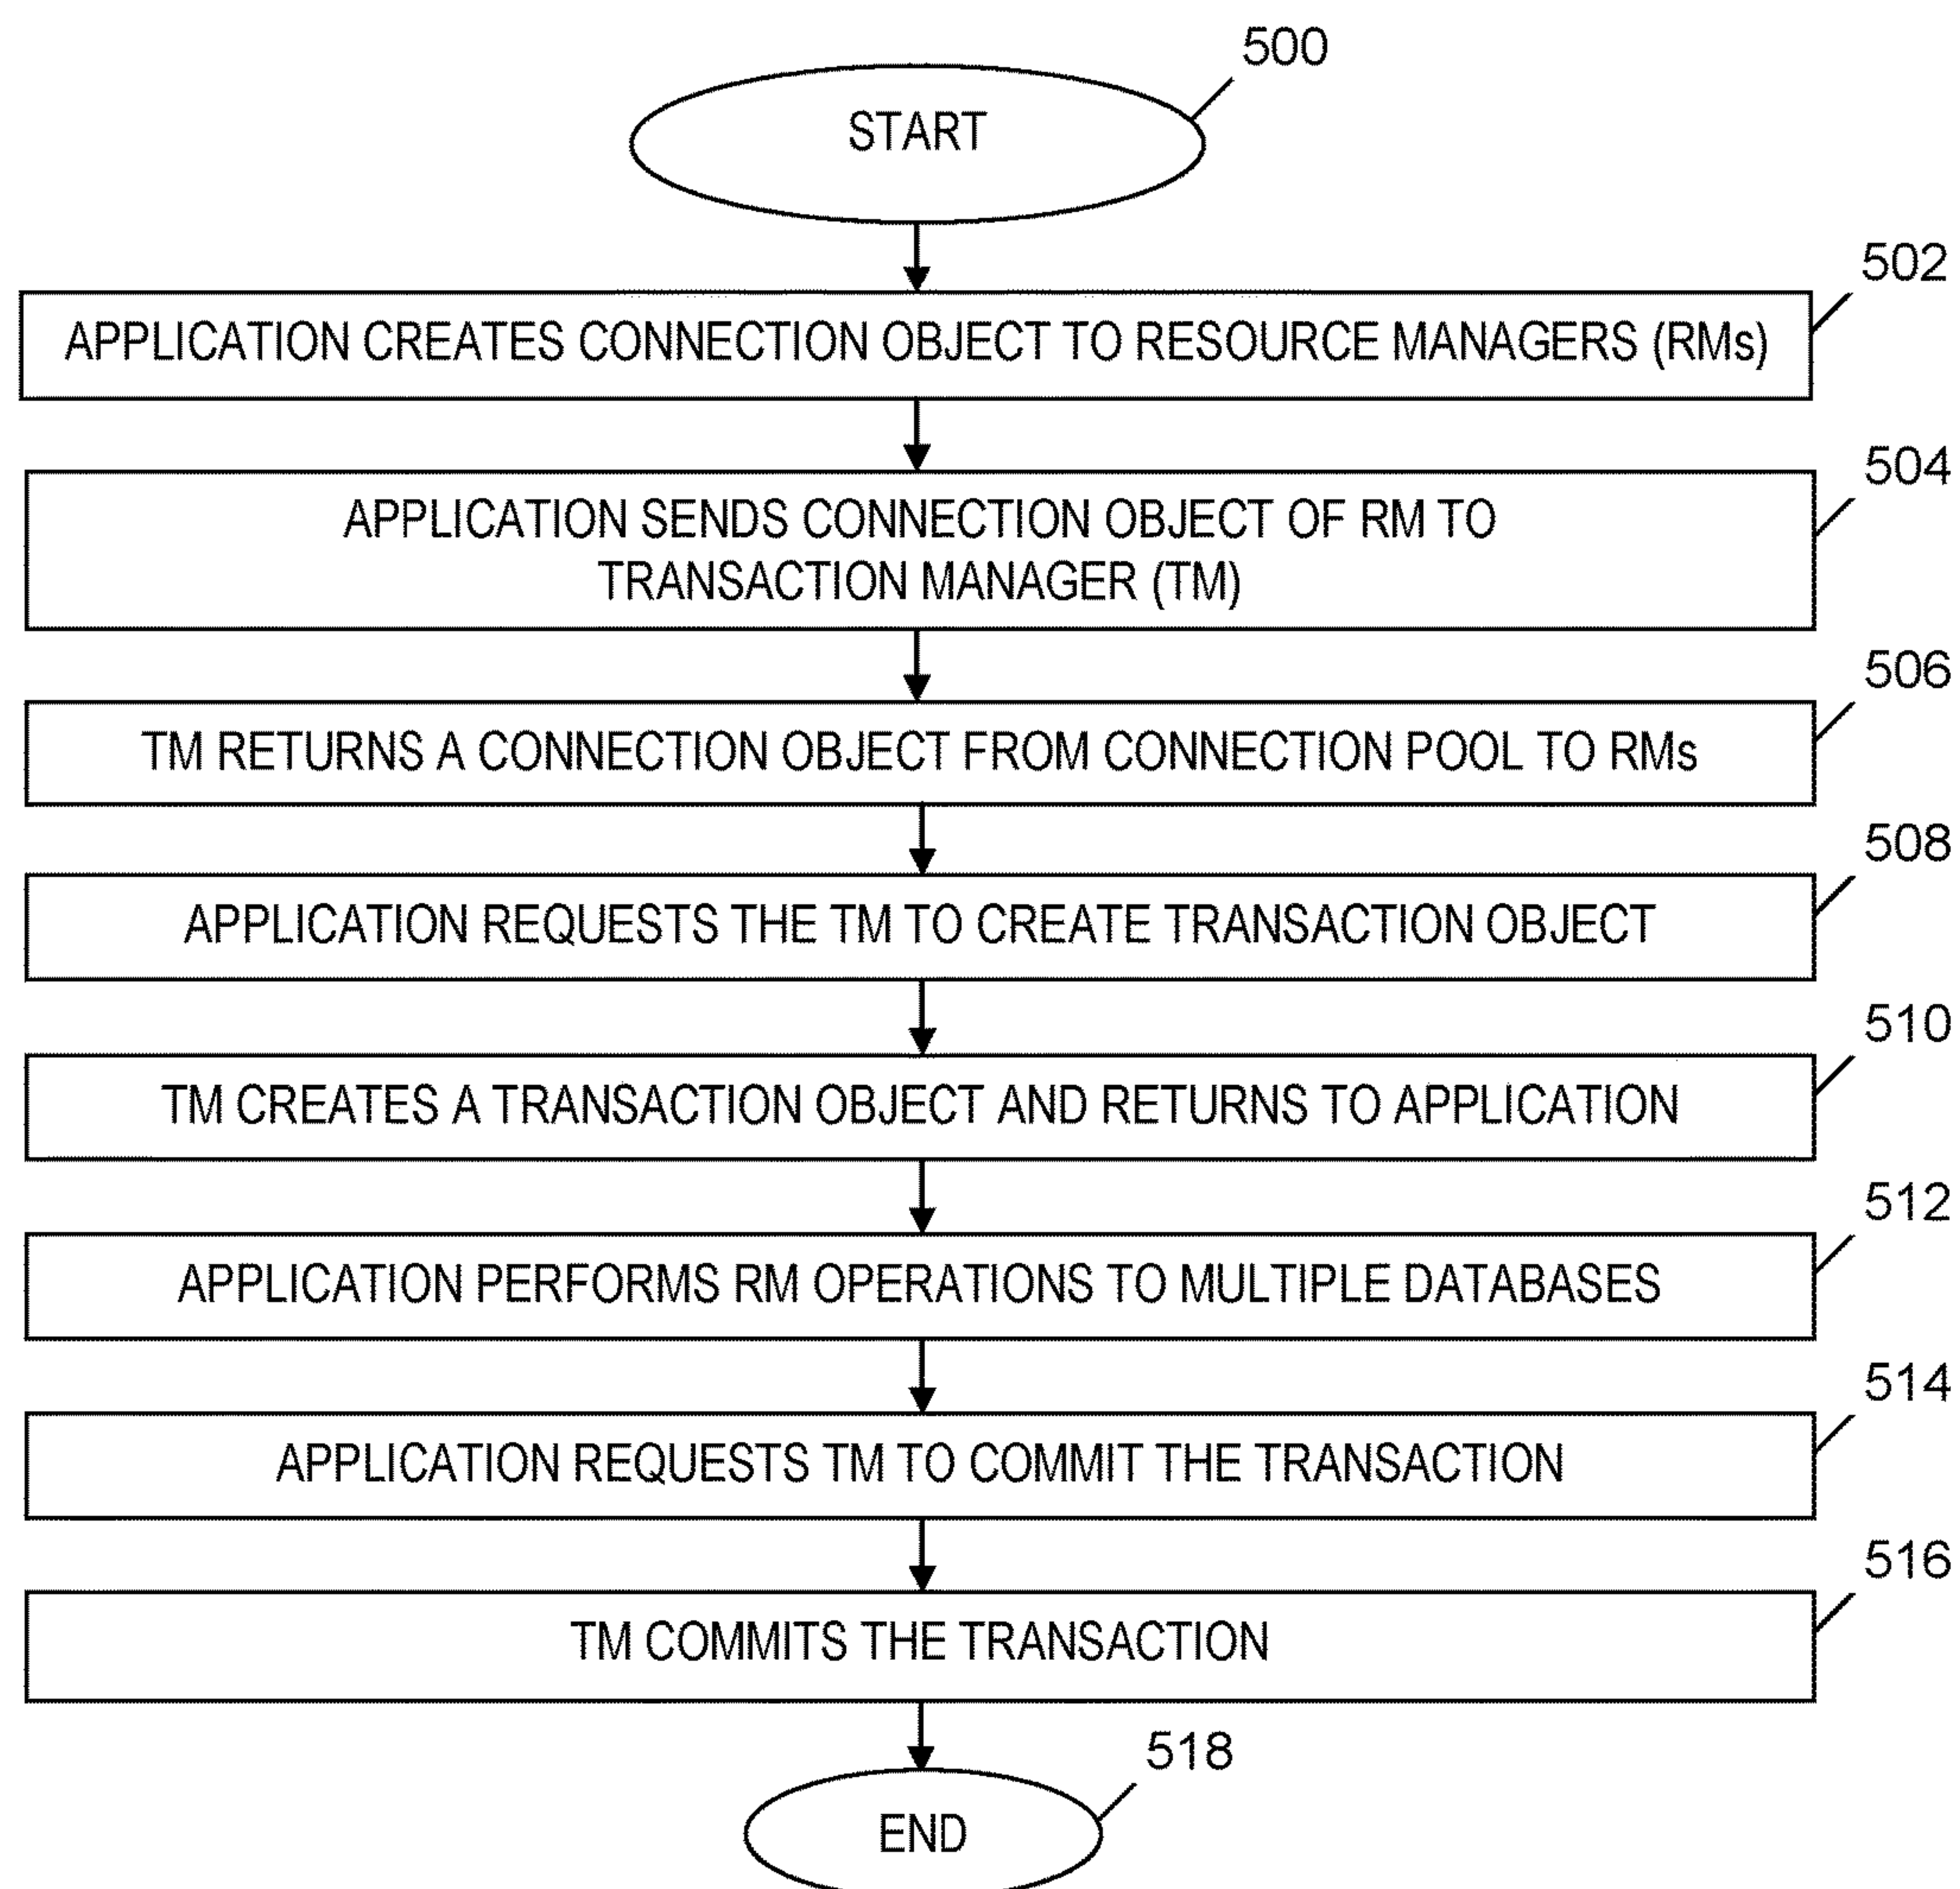 500
START
502
APPLICATION CREATES CONNECTION OBJECT TO RESOURCE MANAGERS (RMs)
504
APPLICATION SENDS CONNECTION OBJECT OF RM TO
TRANSACTION MANAGER (TM)
506
TM RETURNS A CONNECTION OBJECT FROM CONNECTION POOL TO RMs
508
APPLICATION REQUESTS THE TM TO CREATE TRANSACTION OBJECT
510
TM CREATES A TRANSACTION OBJECT AND RETURNS TO APPLICATION
512
APPLICATION PERFORMS RM OPERATIONS TO MULTIPLE DATABASES
514
APPLICATION REQUESTS TM TO COMMIT THE TRANSACTION
516
TM COMMITS THE TRANSACTION
518
END